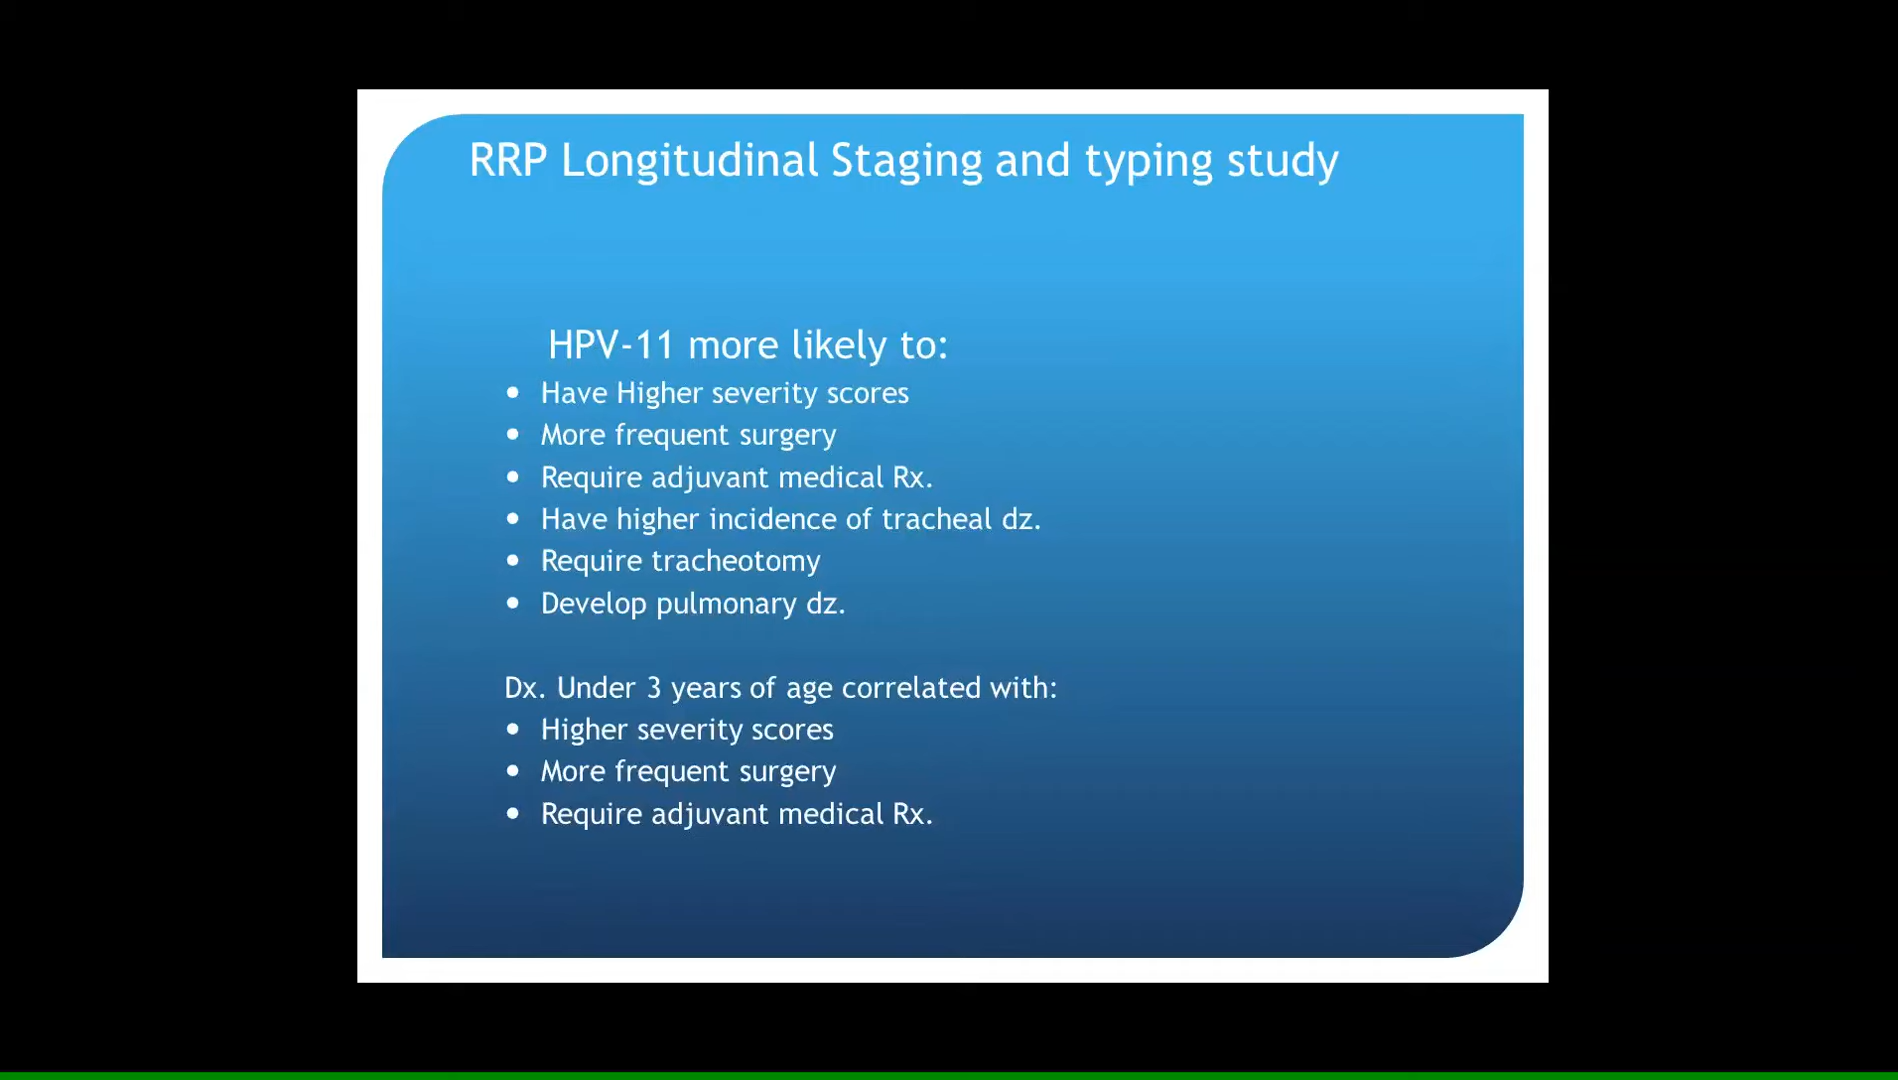 RRP Longitudinal Staging and typing study
HPV-11 more likely to:
• Have Higher severity scores
• More frequent surgery
• Require adjuvant medical Rx.
• Have higher incidence of tracheal dz.
• Require tracheotomy
• Develop pulmonary dz.
Dx. Under 3 years of age correlated with:
• Higher severity scores
• More frequent surgery
• Require adjuvant medical Rx.